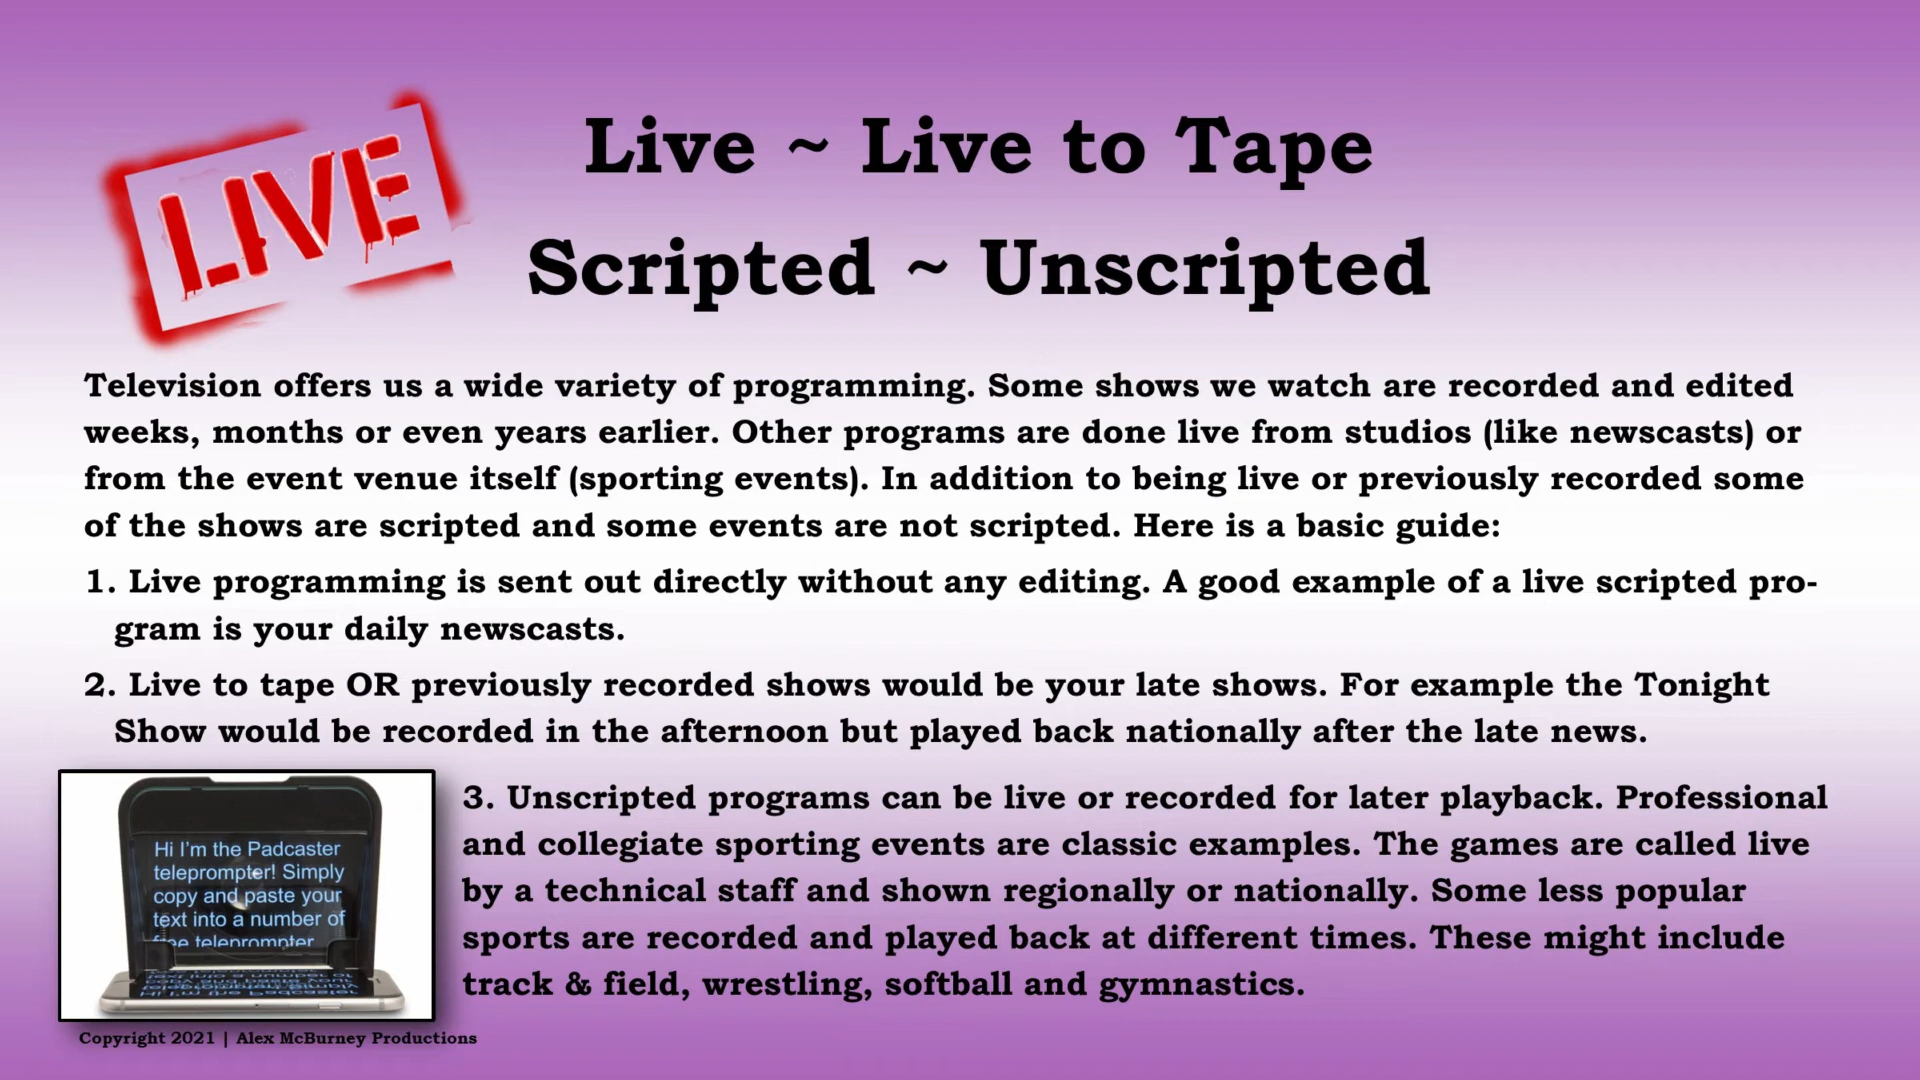 LIVE
Live ~ Live to Tape
Scripted ~ Unscripted
Television offers us a wide variety of programming. Some shows we watch are recorded and edited
weeks, months or even years earlier. Other programs are done live from studios (like newscasts) or
from the event venue itself (sporting events). In addition to being live or previously recorded some
of the shows are scripted and some events are not scripted. Here is a basic guide:
1. Live programming is sent out directly without any editing. A good example of a live scripted pro-
gram is your daily newscasts.
2. Live to tape OR previously recorded shows would be your late shows. For example the Tonight
Show would be recorded in the afternoon but played back nationally after the late news.
3. Unscripted programs can be live or recorded for later playback. Professional
and collegiate sporting events are classic examples. The games are called live
by a technical staff and shown regionally or nationally. Some less popular
sports are recorded and played back at different times. These might include
track & field, wrestling, softball and gymnastics.
Hi I'm the Padcaster
teleprompter! Simply
copy and paste your
text into a number of
free teleprompter
Copyright 2021 | Alex McBurney Productions